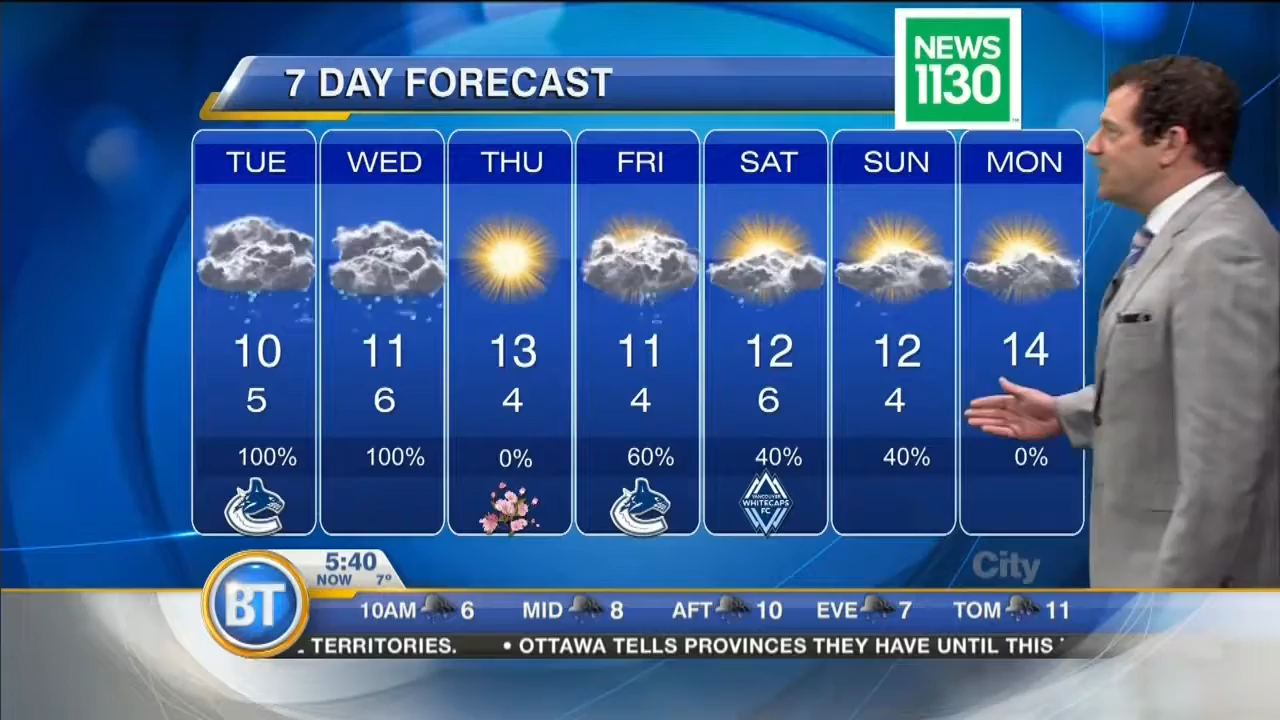 NEWS
1130
7 DAY FORECAST
TUE WED THU FRI SAT SUN MON
10 11 13 11 12 12 14
5 6 4 4 6 4
100% 100% 0% 60% 40% 40% 0%
VANCOUVER
WHITECAPS
FC
City
5:40
NOW 7°
BT
10AM 6 MID 8 AFT 10 EVE 7 TOM 11
TERRITORIES. • OTTAWA TELLS PROVINCES THEY HAVE UNTIL THIS